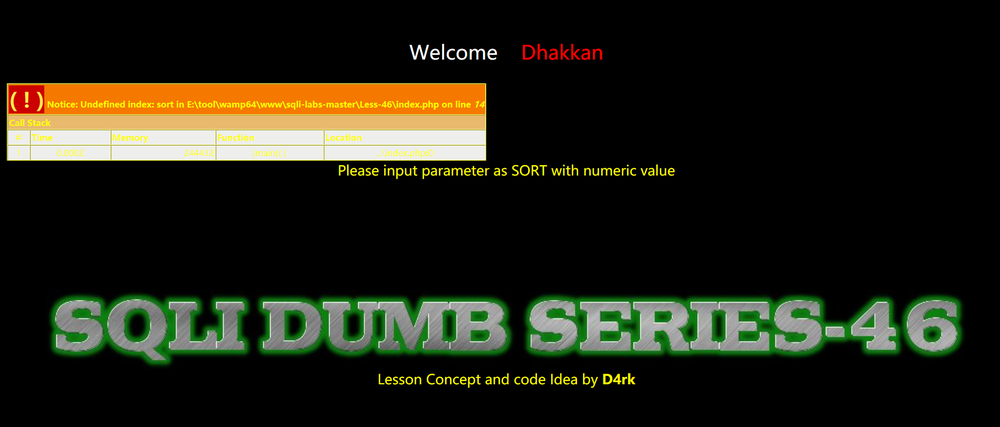 Welcome Dhakkan
( ! ) Notice: Undefined index: sort in E:\tool\wamp64\www\sqli-labs-master\Less-46\index.php on line 14
Call Stack
# Time Memory Function Location
Please input parameter as SORT with numeric value
SQLI DUMB SERIES-46
Lesson Concept and code Idea by D4rk